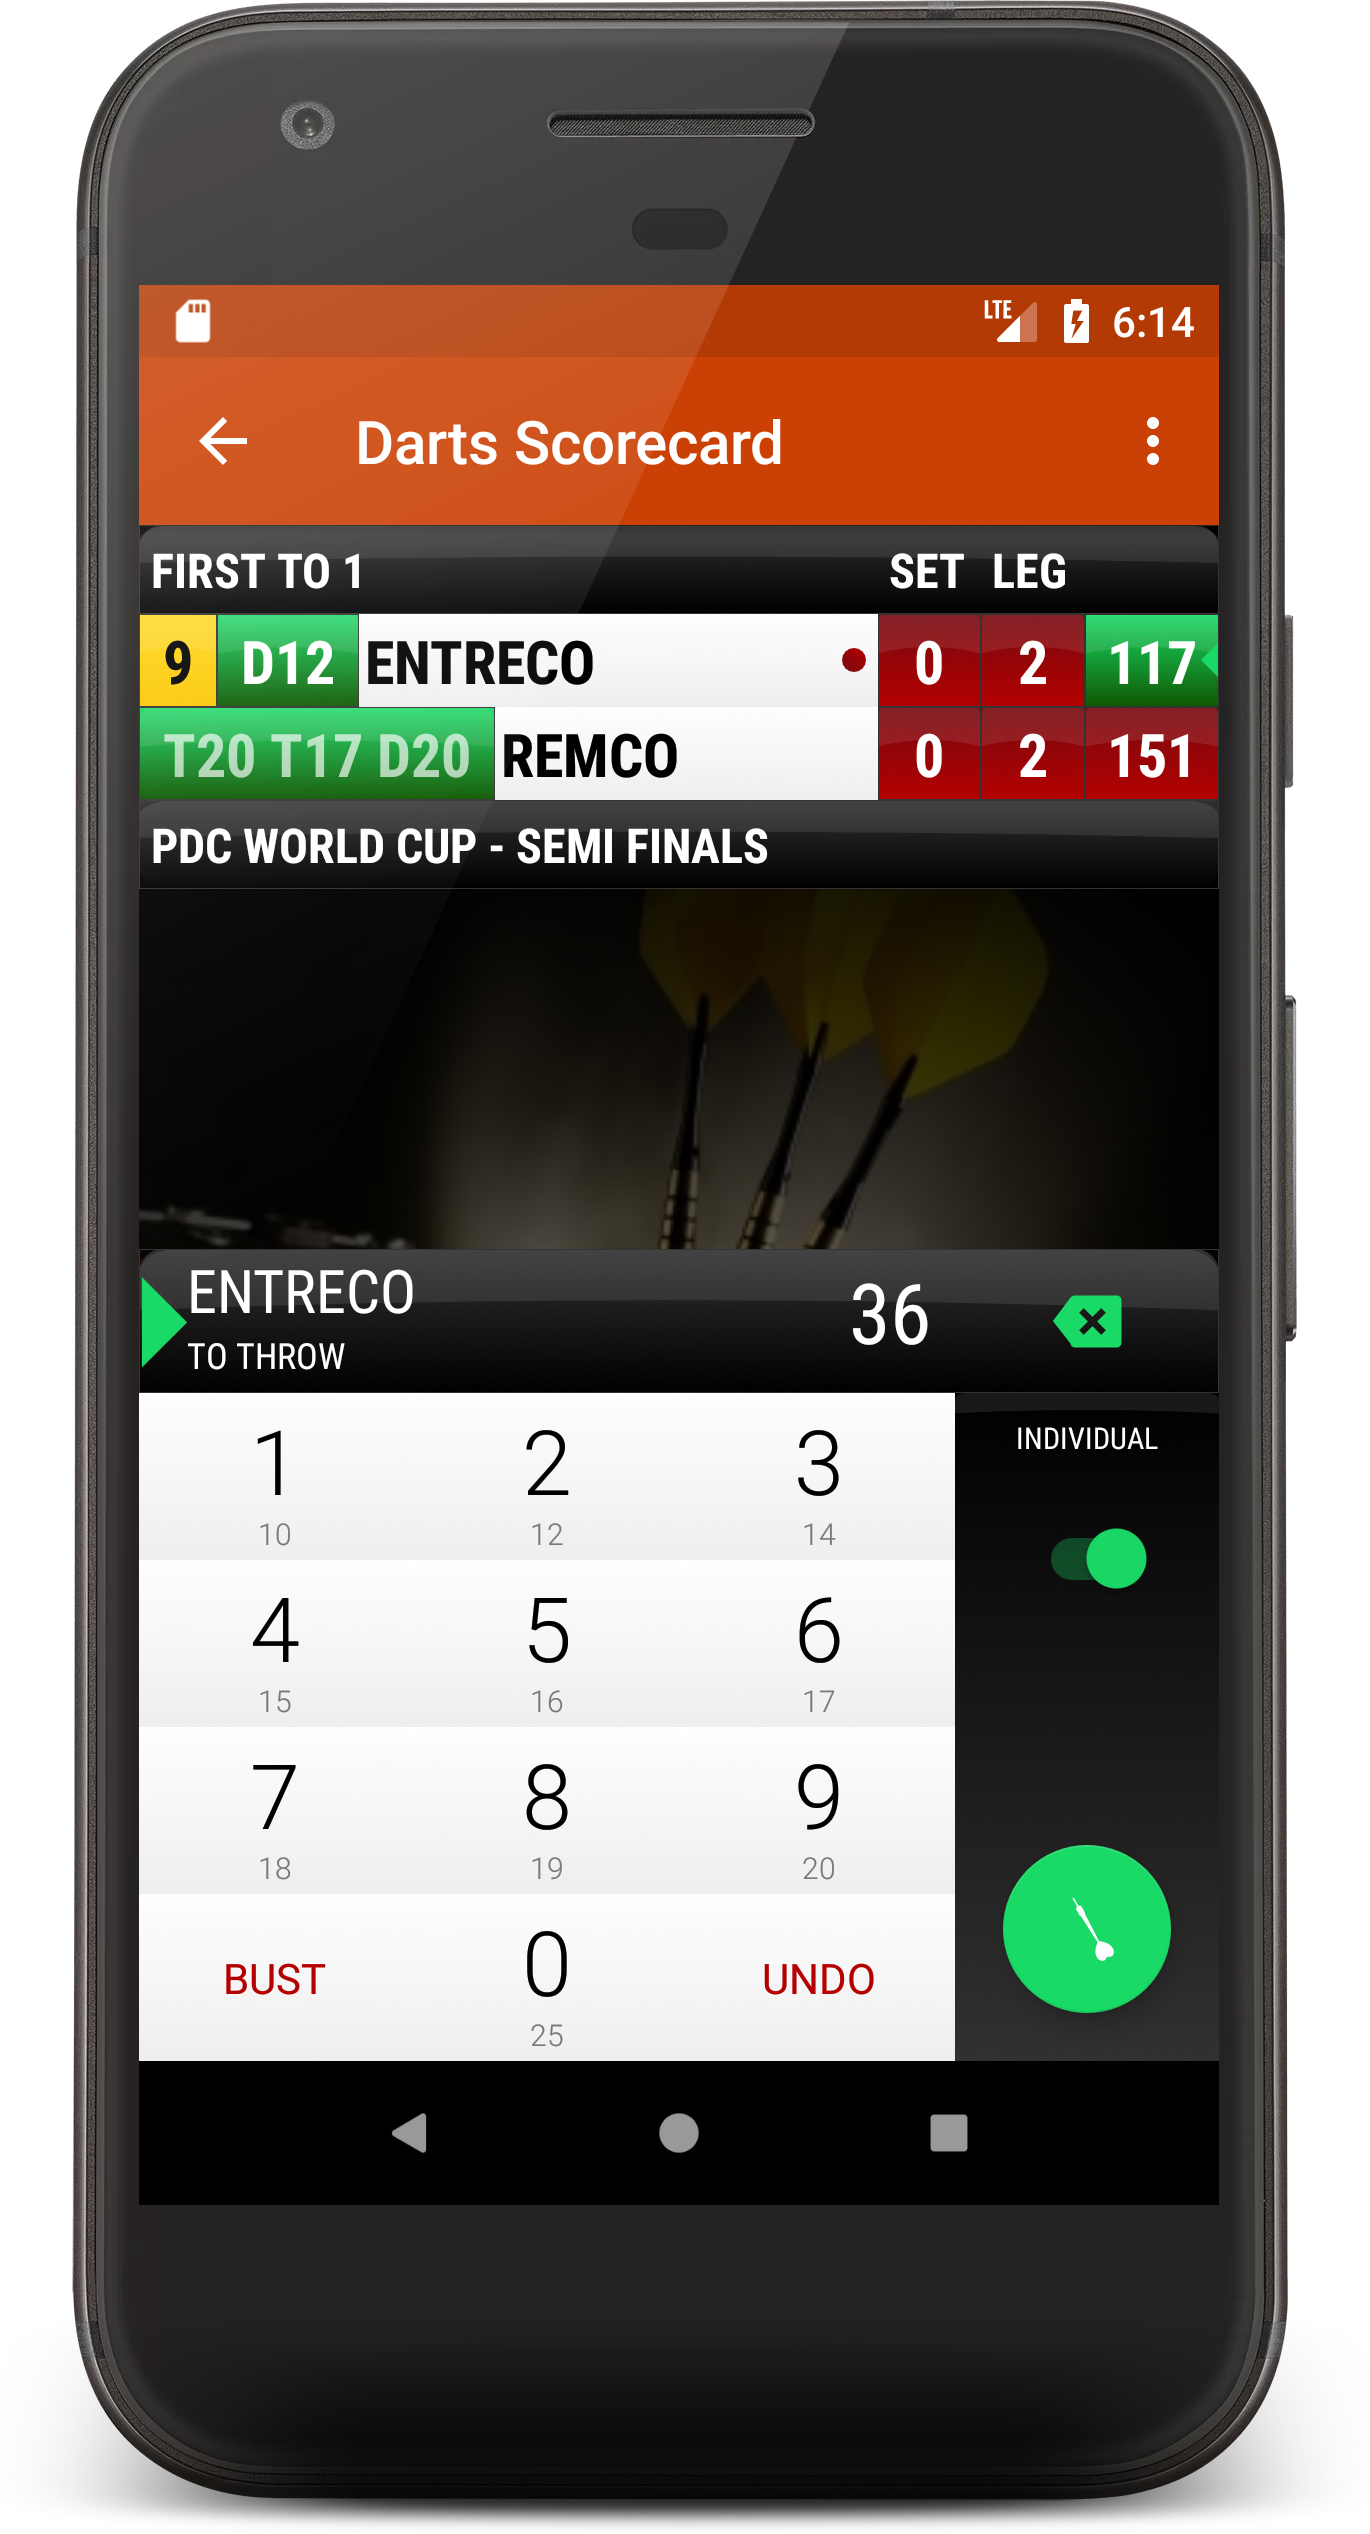 LTE 6:14
Darts Scorecard
FIRST TO 1 SET LEG
9 D12 ENTRECO 0 2 117
T20 T17 D20 REMCO 0 2 151
PDC WORLD CUP - SEMI FINALS
ENTRECO 36
TO THROW
INDIVIDUAL
1 2 3
10 12 14
4 5 6
15 16 17
7 8 9
18 19 20
BUST 0 UNDO
25